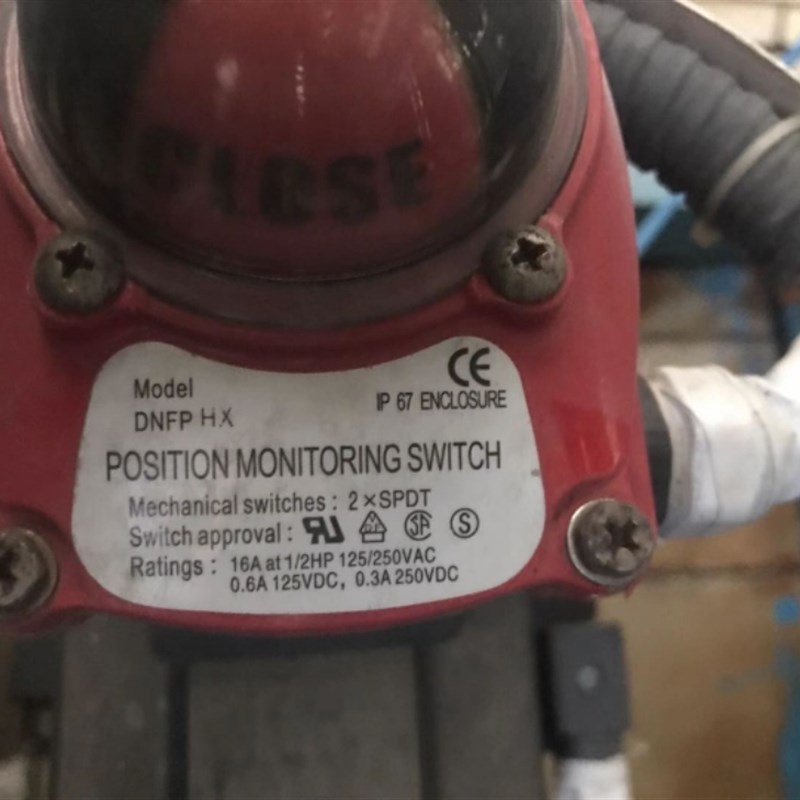 CLOSE
CE
Model
IP 67 ENCLOSURE
DNFP HX
POSITION MONITORING SWITCH
Mechanical switches : 2×SPDT
Switch approval :
Ratings : 16A at 1/2HP 125/250VAC
0.6A 125VDC, 0.3A 250VDC